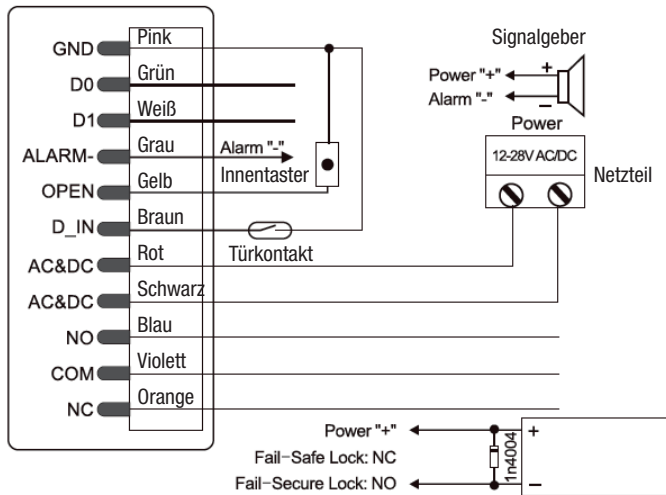 GND Pink
D0 Grün
D1 Weiß
ALARM- Grau Alarm "-"
Innentaster
OPEN Gelb
D_IN Braun
Türkontakt
AC&DC Rot
AC&DC Schwarz
NO Blau
COM Violett
NC Orange
Signalgeber
Power "+" +
Alarm "-" −
Power
12-28V AC/DC
Netzteil
Power "+" +
1n4004
Fail-Safe Lock: NC
Fail-Secure Lock: NO −